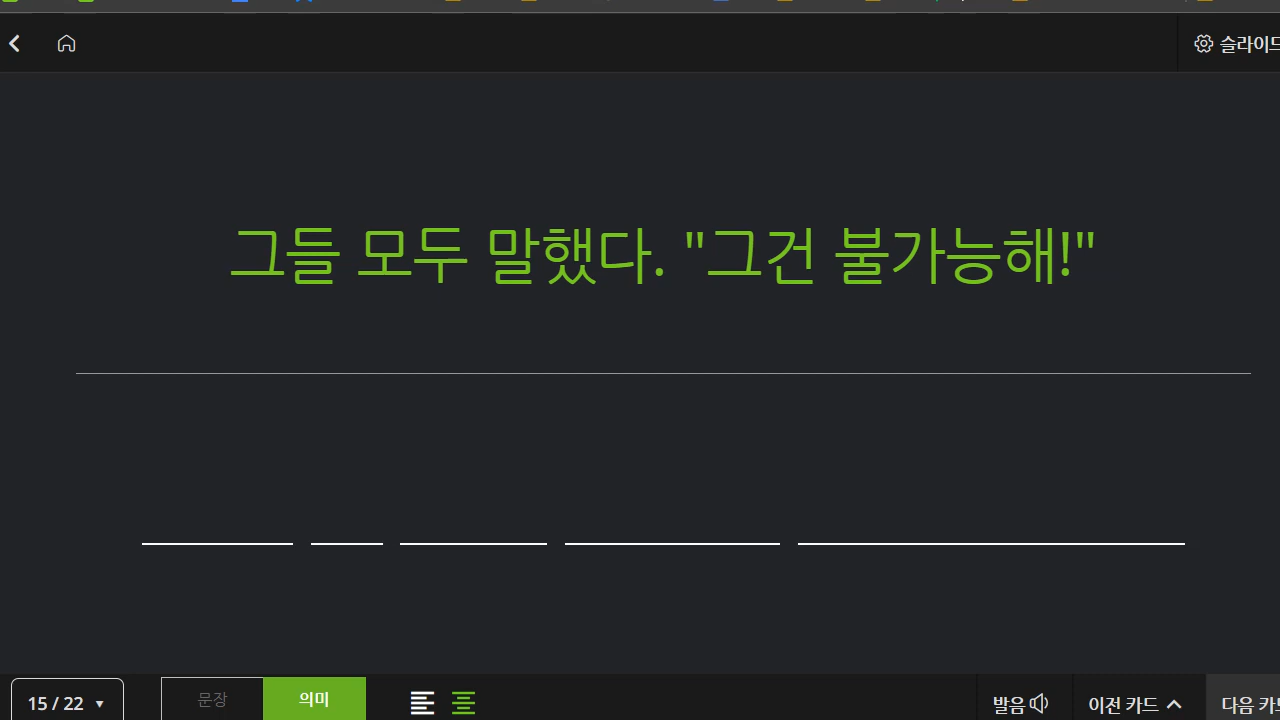 슬라이드
그들 모두 말했다. "그건 불가능해!"
15 / 22
문장
의미
발음
이전 카드
다음 카드